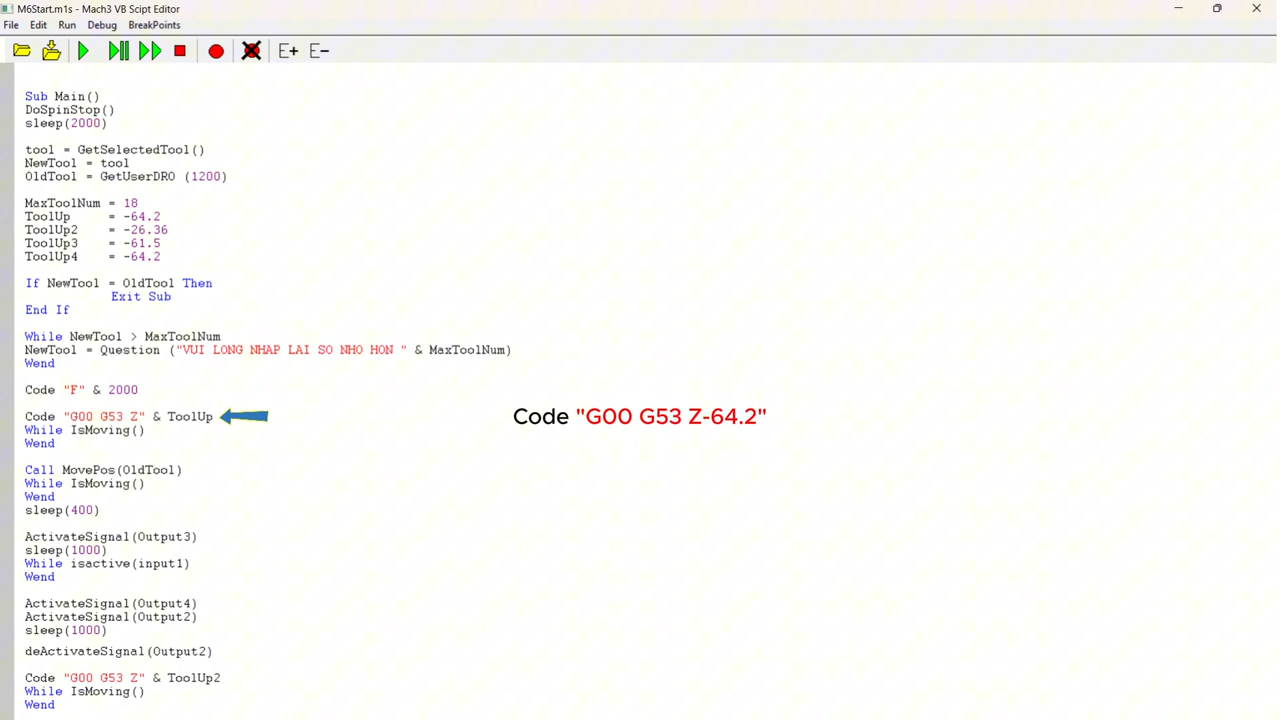 M6Start.m1s - Mach3 VB Scipt Editor
File Edit Run Debug BreakPoints
E+ E-
Sub Main()
DoSpinStop()
sleep(2000)
tool = GetSelectedTool()
NewTool = tool
OldTool = GetUserDRO (1200)
MaxToolNum = 18
ToolUp = -64.2
ToolUp2 = -26.36
ToolUp3 = -61.5
ToolUp4 = -64.2
If NewTool = OldTool Then
Exit Sub
End If
While NewTool > MaxToolNum
NewTool = Question ("VUI LONG NHAP LAI SO NHO HON " & MaxToolNum)
Wend
Code "F" & 2000
Code "G00 G53 Z" & ToolUp
Code "G00 G53 Z-64.2"
While IsMoving()
Wend
Call MovePos(OldTool)
While IsMoving()
Wend
sleep(400)
ActivateSignal(Output3)
sleep(1000)
While isactive(input1)
Wend
ActivateSignal(Output4)
ActivateSignal(Output2)
sleep(1000)
deActivateSignal(Output2)
Code "G00 G53 Z" & ToolUp2
While IsMoving()
Wend